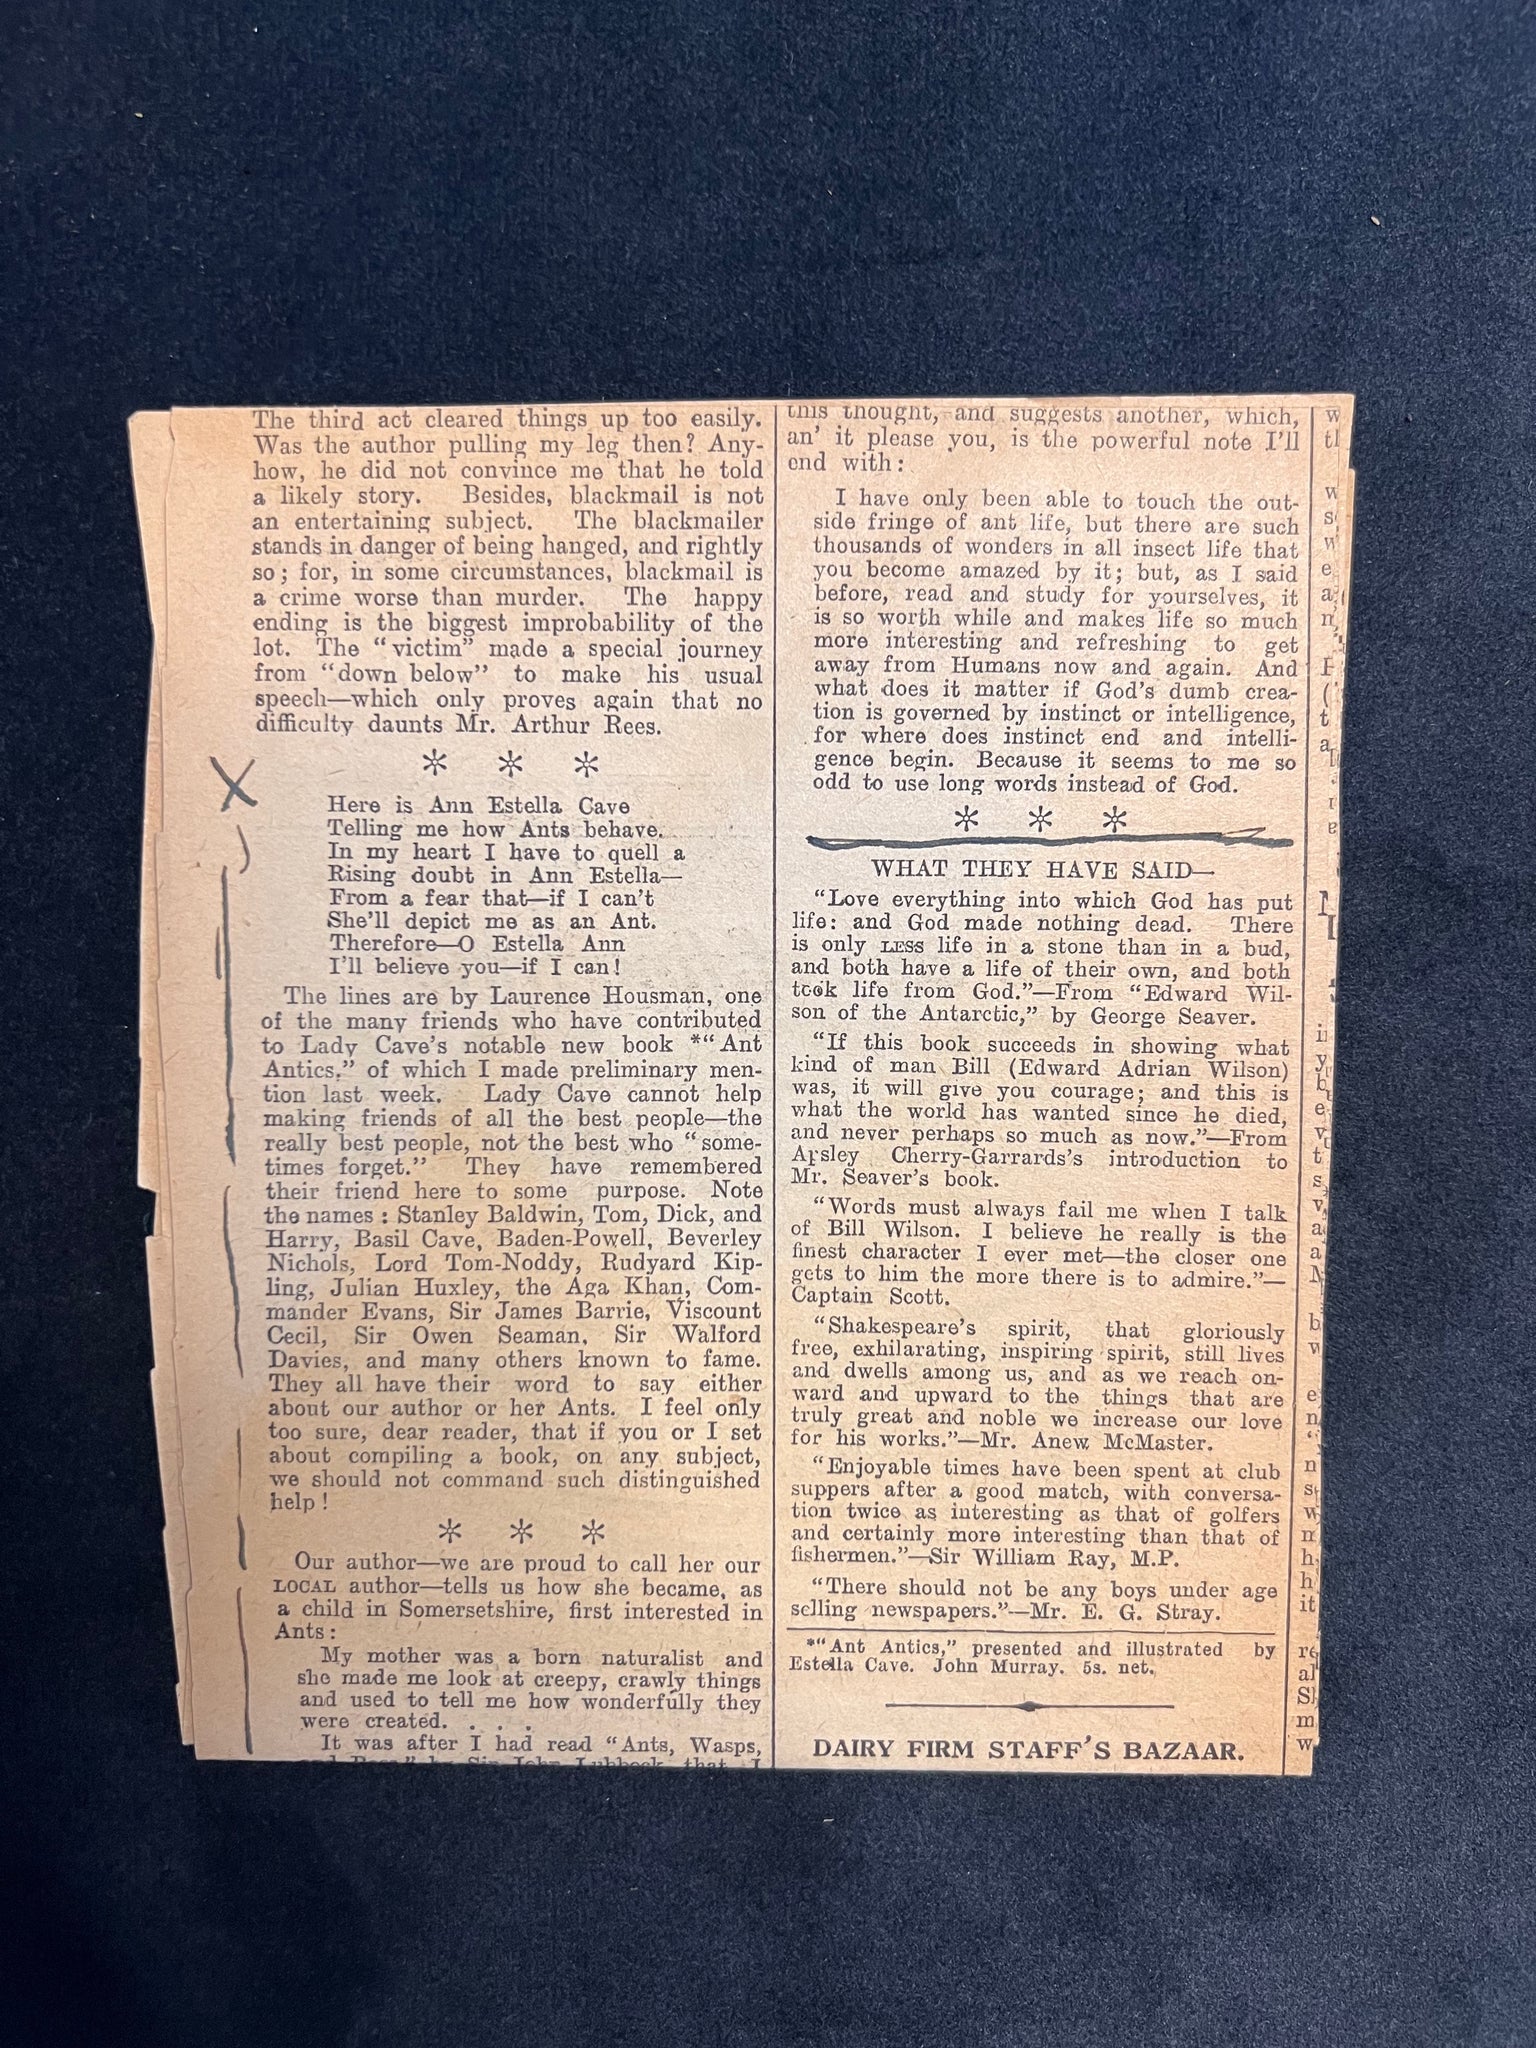 The third act cleared things up too easily.
Was the author pulling my leg then? Any-
how, he did not convince me that he told
a likely story. Besides, blackmail is not
an entertaining subject. The blackmailer
stands in danger of being hanged, and rightly
so; for, in some circumstances, blackmail is
a crime worse than murder. The happy
ending is the biggest improbability of the
lot. The "victim" made a special journey
from "down below" to make his usual
speech—which only proves again that no
difficulty daunts Mr. Arthur Rees.
* * *
X
Here is Ann Estella Cave
Telling me how Ants behave.
In my heart I have to quell a
Rising doubt in Ann Estella—
From a fear that—if I can't
She'll depict me as an Ant.
Therefore—O Estella Ann
I'll believe you—if I can!
The lines are by Laurence Housman, one
of the many friends who have contributed
to Lady Cave's notable new book *"Ant
Antics," of which I made preliminary men-
tion last week. Lady Cave cannot help
making friends of all the best people—the
really best people, not the best who "some-
times forget." They have remembered
their friend here to some purpose. Note
the names: Stanley Baldwin, Tom, Dick, and
Harry, Basil Cave, Baden-Powell, Beverley
Nichols, Lord Tom-Noddy, Rudyard Kip-
ling, Julian Huxley, the Aga Khan, Com-
mander Evans, Sir James Barrie, Viscount
Cecil, Sir Owen Seaman, Sir Walford
Davies, and many others known to fame.
They all have their word to say either
about our author or her Ants. I feel only
too sure, dear reader, that if you or I set
about compiling a book, on any subject,
we should not command such distinguished
help!
* * *
Our author—we are proud to call her our
LOCAL author—tells us how she became, as
a child in Somersetshire, first interested in
Ants:
My mother was a born naturalist and
she made me look at creepy, crawly things
and used to tell me how wonderfully they
were created. . . .
It was after I had read "Ants, Wasps,
and Bees" by Sir John Lubbock that I
this thought, and suggests another, which,
an' it please you, is the powerful note I'll
end with:
I have only been able to touch the out-
side fringe of ant life, but there are such
thousands of wonders in all insect life that
you become amazed by it; but, as I said
before, read and study for yourselves, it
is so worth while and makes life so much
more interesting and refreshing to get
away from Humans now and again. And
what does it matter if God's dumb crea-
tion is governed by instinct or intelligence,
for where does instinct end and intelli-
gence begin. Because it seems to me so
odd to use long words instead of God.
* * *
WHAT THEY HAVE SAID—
"Love everything into which God has put
life: and God made nothing dead. There
is only LESS life in a stone than in a bud,
and both have a life of their own, and both
took life from God."—From "Edward Wil-
son of the Antarctic," by George Seaver.
"If this book succeeds in showing what
kind of man Bill (Edward Adrian Wilson)
was, it will give you courage; and this is
what the world has wanted since he died,
and never perhaps so much as now."—From
Apsley Cherry-Garrards's introduction to
Mr. Seaver's book.
"Words must always fail me when I talk
of Bill Wilson. I believe he really is the
finest character I ever met—the closer one
gets to him the more there is to admire."—
Captain Scott.
"Shakespeare's spirit, that gloriously
free, exhilarating, inspiring spirit, still lives
and dwells among us, and as we reach on-
ward and upward to the things that are
truly great and noble we increase our love
for his works."—Mr. Anew McMaster.
"Enjoyable times have been spent at club
suppers after a good match, with conversa-
tion twice as interesting as that of golfers
and certainly more interesting than that of
fishermen."—Sir William Ray, M.P.
"There should not be any boys under age
selling newspapers."—Mr. E. G. Stray.
*"Ant Antics," presented and illustrated by
Estella Cave. John Murray. 5s. net.
DAIRY FIRM STAFF'S BAZAAR.